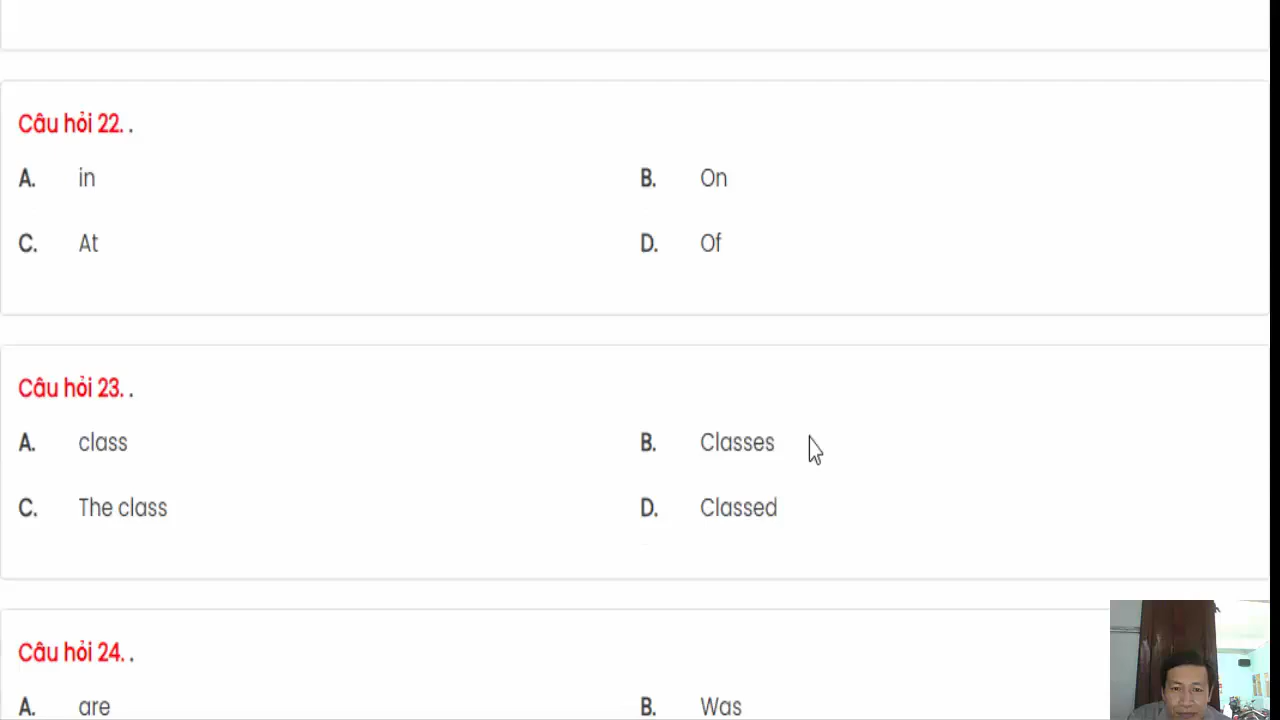 Câu hỏi 22. .
A. in B. On
C. At D. Of
Câu hỏi 23. .
A. class B. Classes
C. The class D. Classed
Câu hỏi 24. .
A. are B. Was